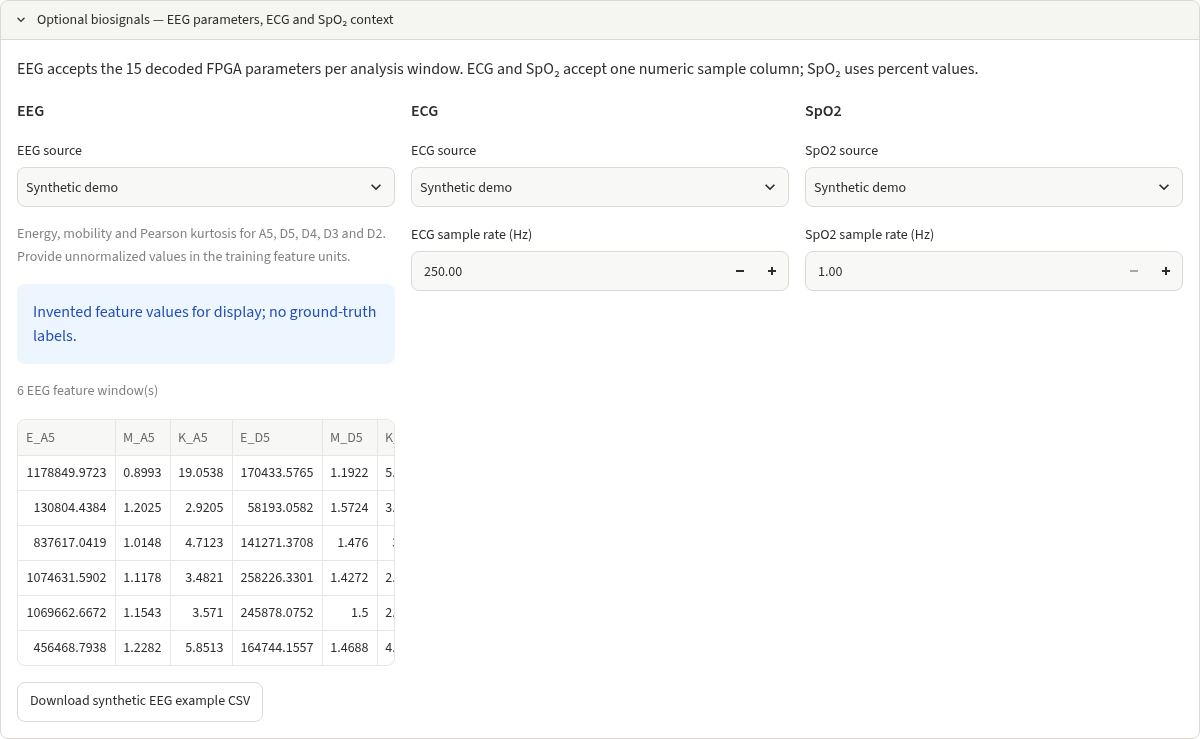 Optional biosignals — EEG parameters, ECG and SpO₂ context
EEG accepts the 15 decoded FPGA parameters per analysis window. ECG and SpO₂ accept one numeric sample column; SpO₂ uses percent values.
EEG
EEG source
Synthetic demo
Energy, mobility and Pearson kurtosis for A5, D5, D4, D3 and D2.
Provide unnormalized values in the training feature units.
Invented feature values for display; no ground-truth
labels.
6 EEG feature window(s)
E_A5 M_A5 K_A5 E_D5 M_D5
1178849.9723 0.8993 19.0538 170433.5765 1.1922
130804.4384 1.2025 2.9205 58193.0582 1.5724
837617.0419 1.0148 4.7123 141271.3708 1.476
1074631.5902 1.1178 3.4821 258226.3301 1.4272
1069662.6672 1.1543 3.571 245878.0752 1.5
456468.7938 1.2282 5.8513 164744.1557 1.4688
Download synthetic EEG example CSV
ECG
ECG source
Synthetic demo
ECG sample rate (Hz)
250.00
SpO2
SpO2 source
Synthetic demo
SpO2 sample rate (Hz)
1.00